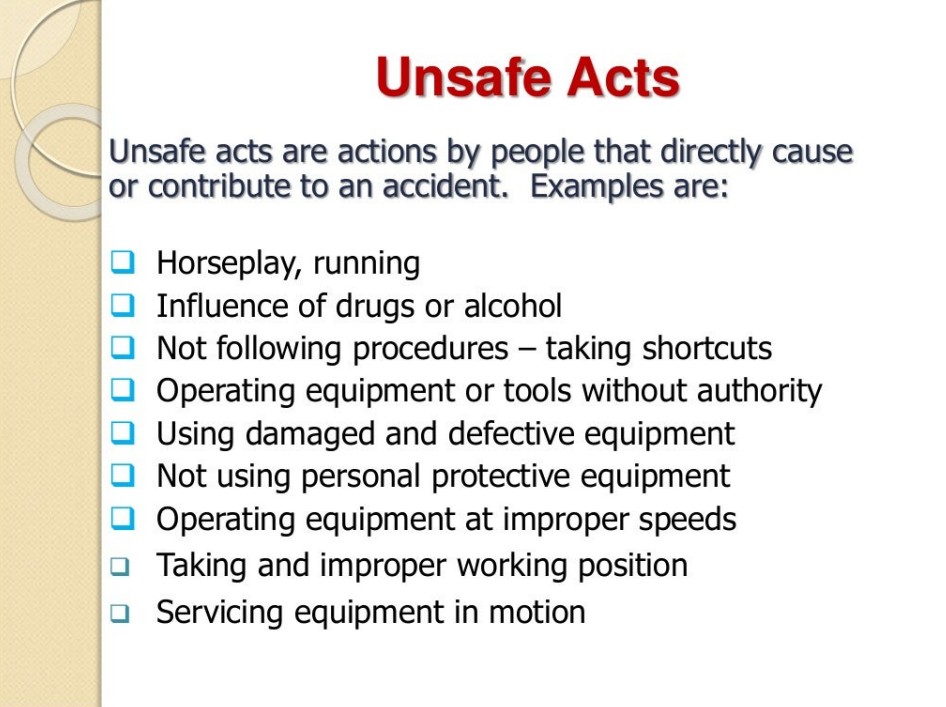 Unsafe Acts
Unsafe acts are actions by people that directly cause
or contribute to an accident.  Examples are:
❑ Horseplay, running
❑ Influence of drugs or alcohol
❑ Not following procedures – taking shortcuts
❑ Operating equipment or tools without authority
❑ Using damaged and defective equipment
❑ Not using personal protective equipment
❑ Operating equipment at improper speeds
❑ Taking and improper working position
❑ Servicing equipment in motion